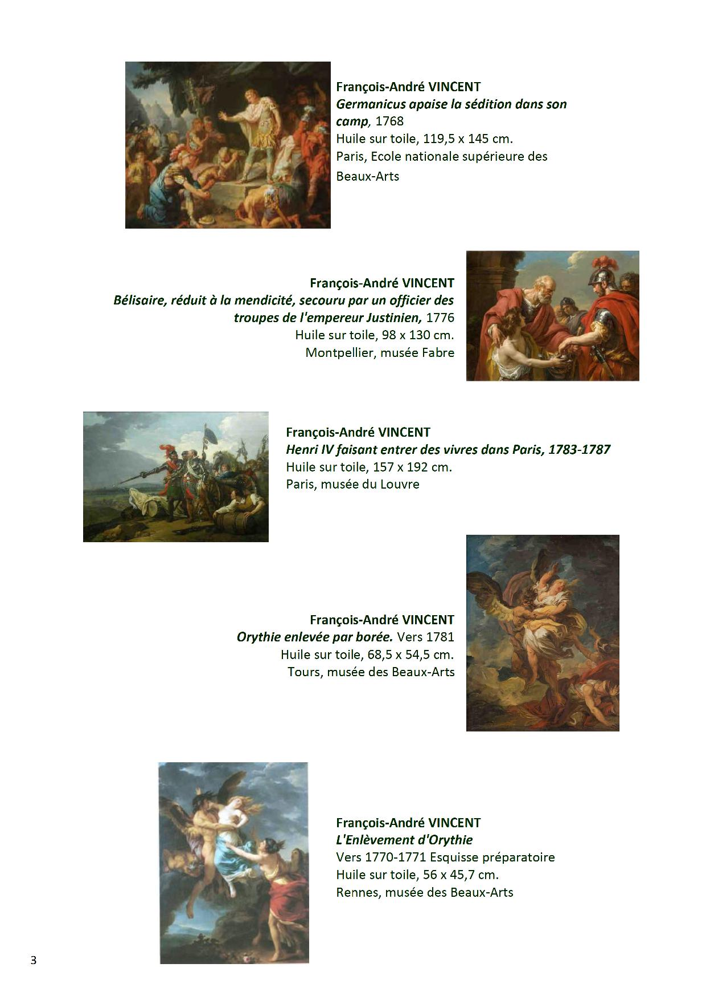 François-André VINCENT
Germanicus apaise la sédition dans son
camp, 1768
Huile sur toile, 119,5 x 145 cm.
Paris, Ecole nationale supérieure des
Beaux-Arts
François-André VINCENT
Bélisaire, réduit à la mendicité, secouru par un officier des
troupes de l'empereur Justinien, 1776
Huile sur toile, 98 x 130 cm.
Montpellier, musée Fabre
François-André VINCENT
Henri IV faisant entrer des vivres dans Paris, 1783-1787
Huile sur toile, 157 x 192 cm.
Paris, musée du Louvre
François-André VINCENT
Orythie enlevée par borée. Vers 1781
Huile sur toile, 68,5 x 54,5 cm.
Tours, musée des Beaux-Arts
François-André VINCENT
L'Enlèvement d'Orythie
Vers 1770-1771 Esquisse préparatoire
Huile sur toile, 56 x 45,7 cm.
Rennes, musée des Beaux-Arts
3